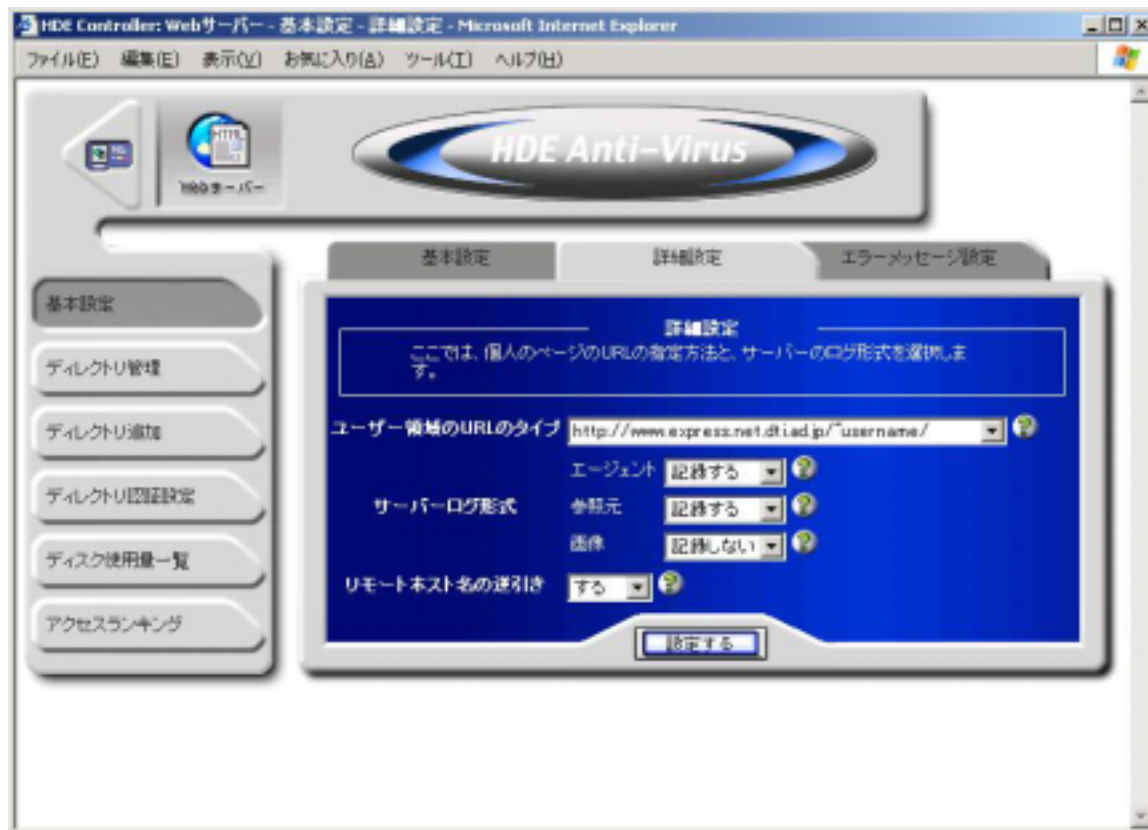 HDE Controller: Webサーバー - 基本設定 - 詳細設定 - Microsoft Internet Explorer
ファイル(F) 編集(E) 表示(V) お気に入り(A) ツール(T) ヘルプ(H)
HTML
HDE Anti-Virus
Webサーバー
基本設定 詳細設定 エラーメッセージ設定
基本設定
ディレクトリ管理
ディレクトリ追加
ディレクトリ認証設定
ディスク使用量一覧
アクセスランキング
詳細設定
ここでは、個人のページのURLの指定方法と、サーバーのログ形式を選択しま
す。
ユーザー領域のURLのタイプ http://www.express.net.dti.ad.jp/~username/
サーバーログ形式
エージェント 記録する
参照元 記録する
画像 記録しない
リモートホスト名の逆引き する
設定する